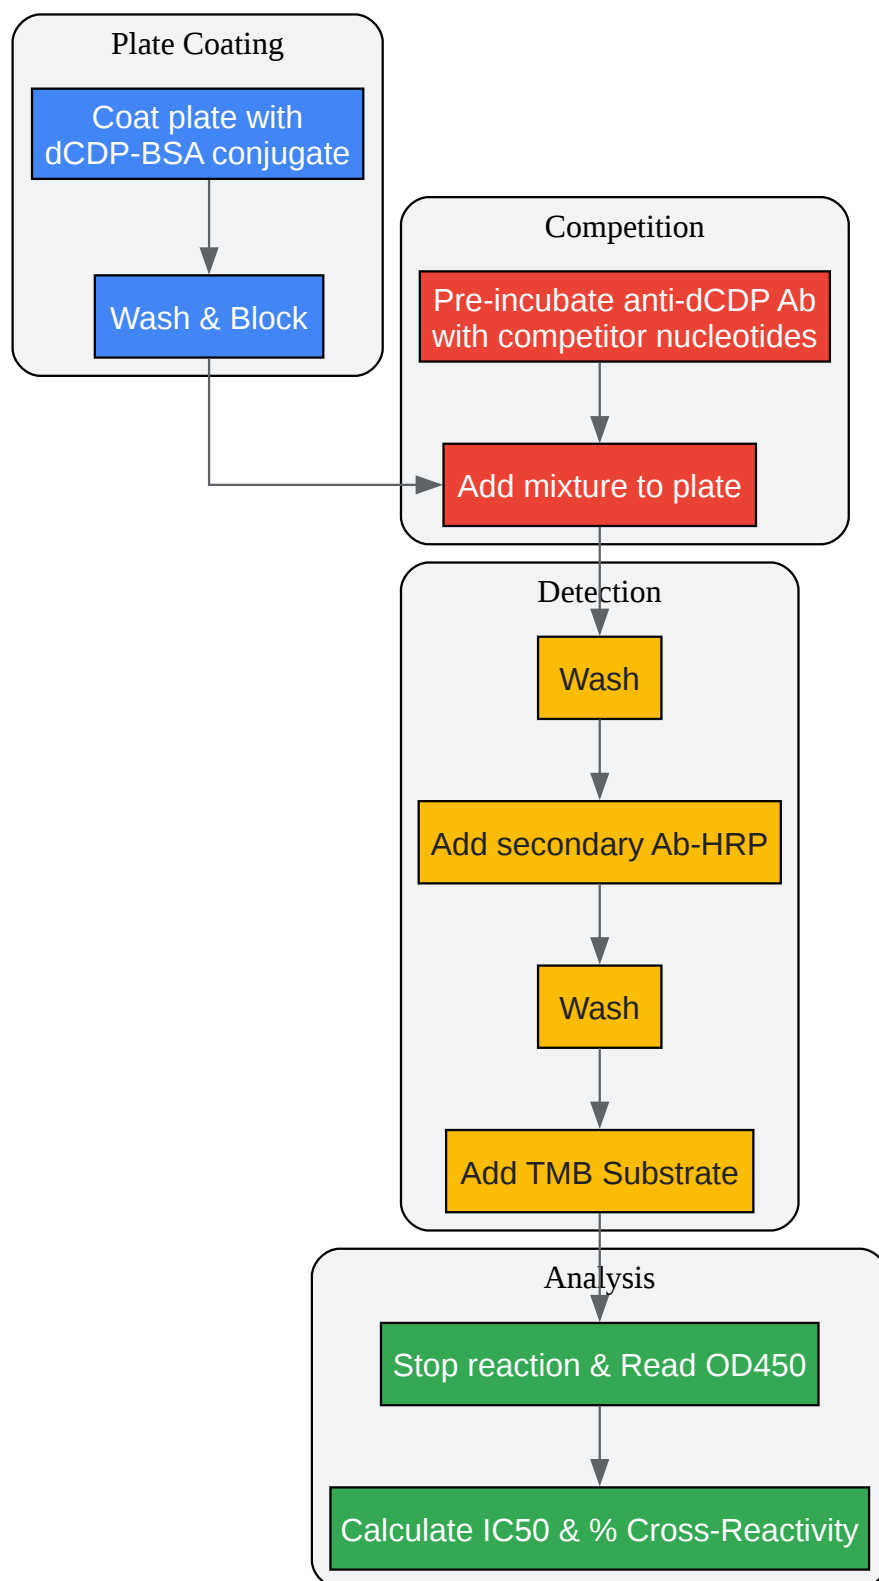 Plate Coating
Coat plate with
dCDP-BSA conjugate
Wash & Block
Competition
Pre-incubate anti-dCDP Ab
with competitor nucleotides
Add mixture to plate
Detection
Wash
Add secondary Ab-HRP
Wash
Add TMB Substrate
Analysis
Stop reaction & Read OD450
Calculate IC50 & % Cross-Reactivity